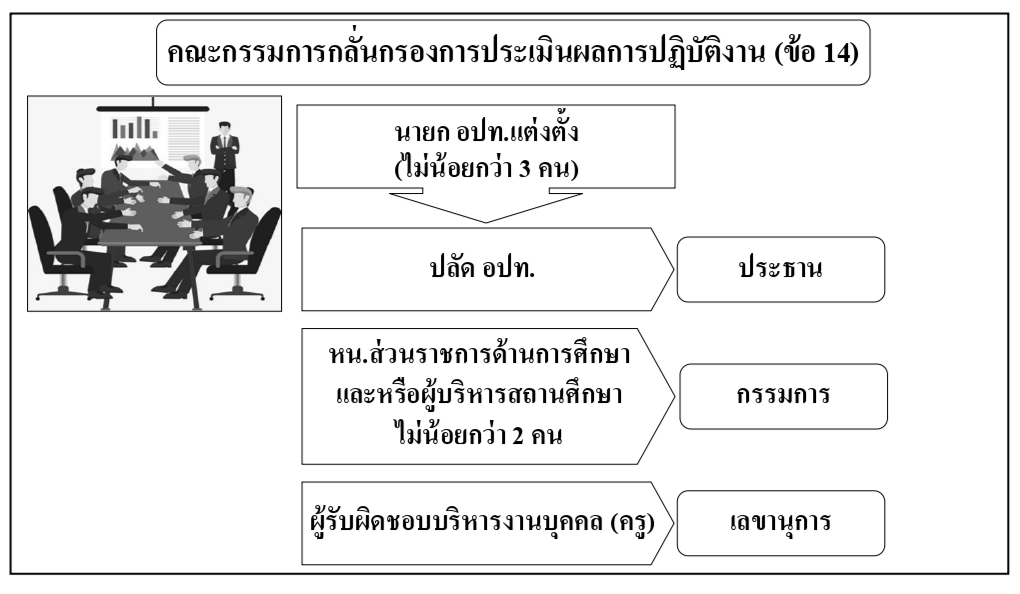 คณะกรรมการกลั่นกรองการประเมินผลการปฏิบัติงาน (ข้อ 14)
นายก อปท.แต่งตั้ง
(ไม่น้อยกว่า 3 คน)
ปลัด อปท.
ประธาน
หน.ส่วนราชการด้านการศึกษา
และหรือผู้บริหารสถานศึกษา
ไม่น้อยกว่า 2 คน
กรรมการ
ผู้รับผิดชอบบริหารงานบุคคล (ครู)
เลขานุการ